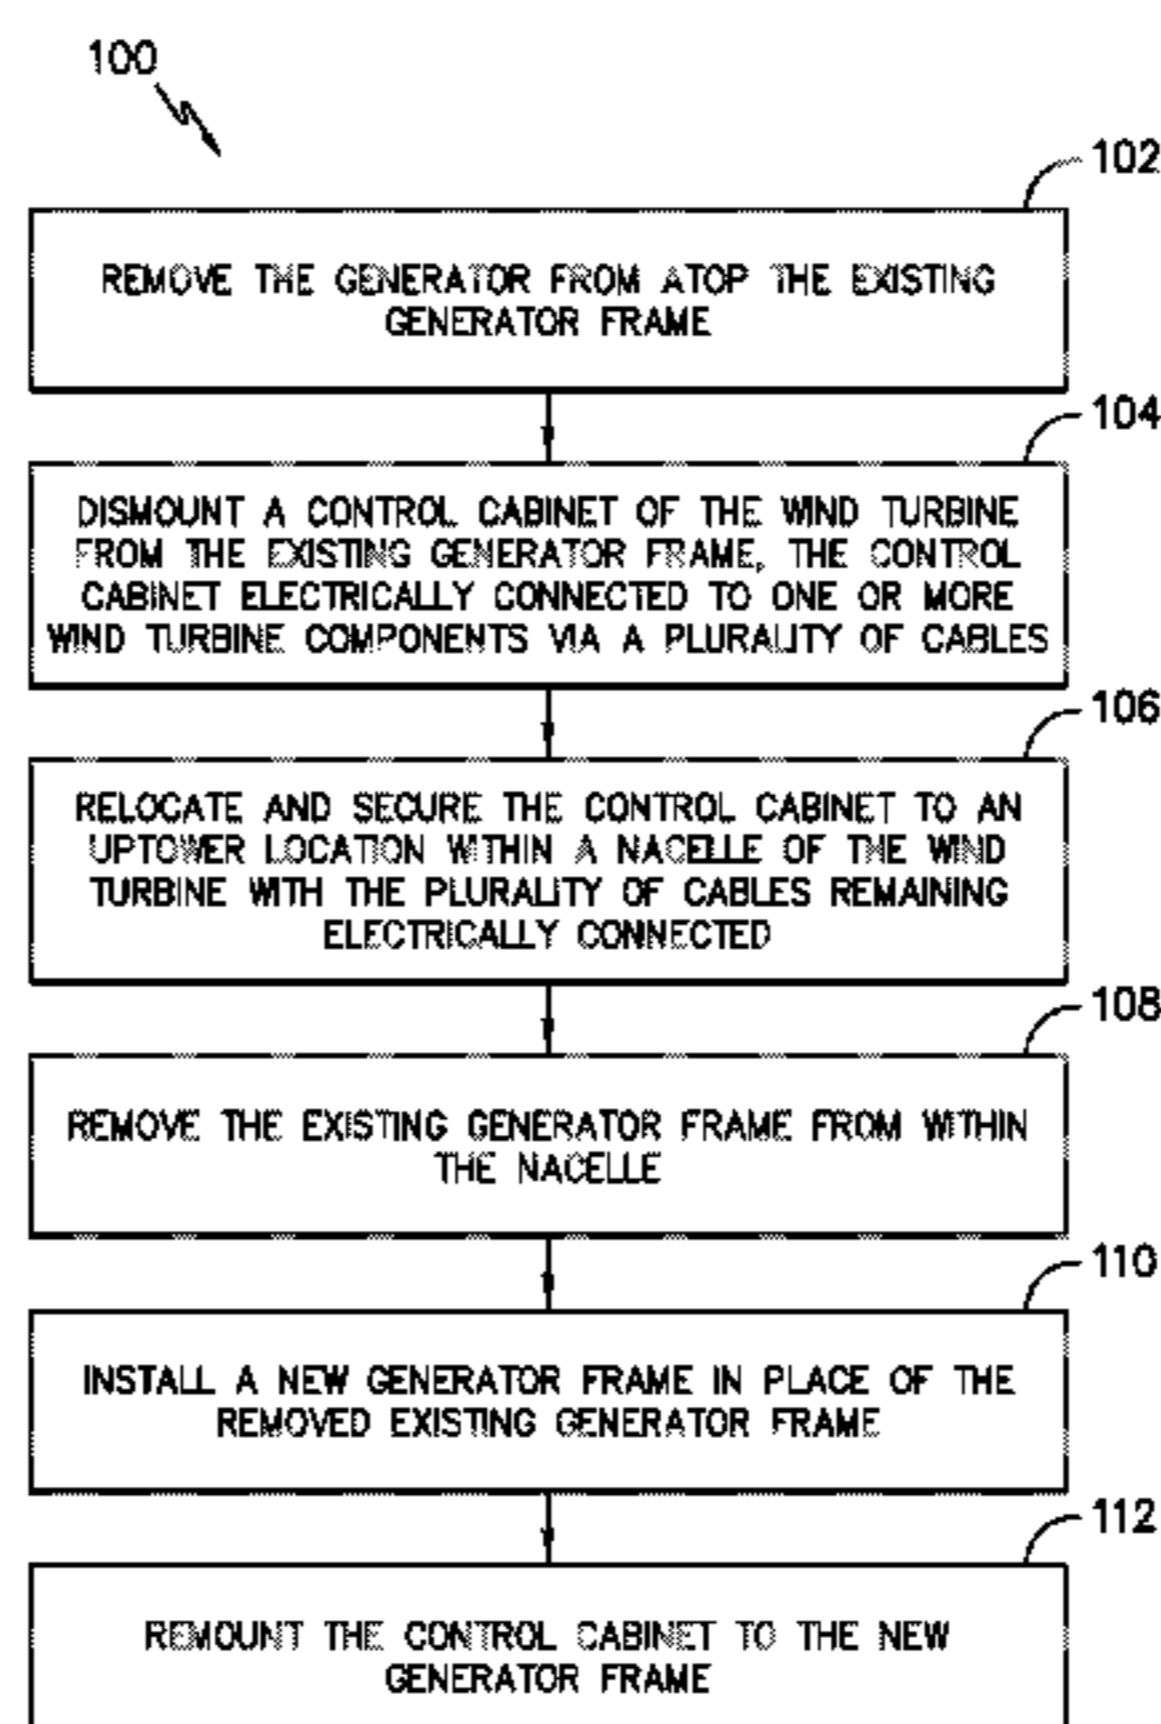 100
102
REMOVE THE GENERATOR FROM ATOP THE EXISTING
GENERATOR FRAME
104
DISMOUNT A CONTROL CABINET OF THE WIND TURBINE
FROM THE EXISTING GENERATOR FRAME, THE CONTROL
CABINET ELECTRICALLY CONNECTED TO ONE OR MORE
WIND TURBINE COMPONENTS VIA A PLURALITY OF CABLES
106
RELOCATE AND SECURE THE CONTROL CABINET TO AN
UPTOWER LOCATION WITHIN A NACELLE OF THE WIND
TURBINE WITH THE PLURALITY OF CABLES REMAINING
ELECTRICALLY CONNECTED
108
REMOVE THE EXISTING GENERATOR FRAME FROM WITHIN
THE NACELLE
110
INSTALL A NEW GENERATOR FRAME IN PLACE OF THE
REMOVED EXISTING GENERATOR FRAME
112
REMOUNT THE CONTROL CABINET TO THE NEW
GENERATOR FRAME